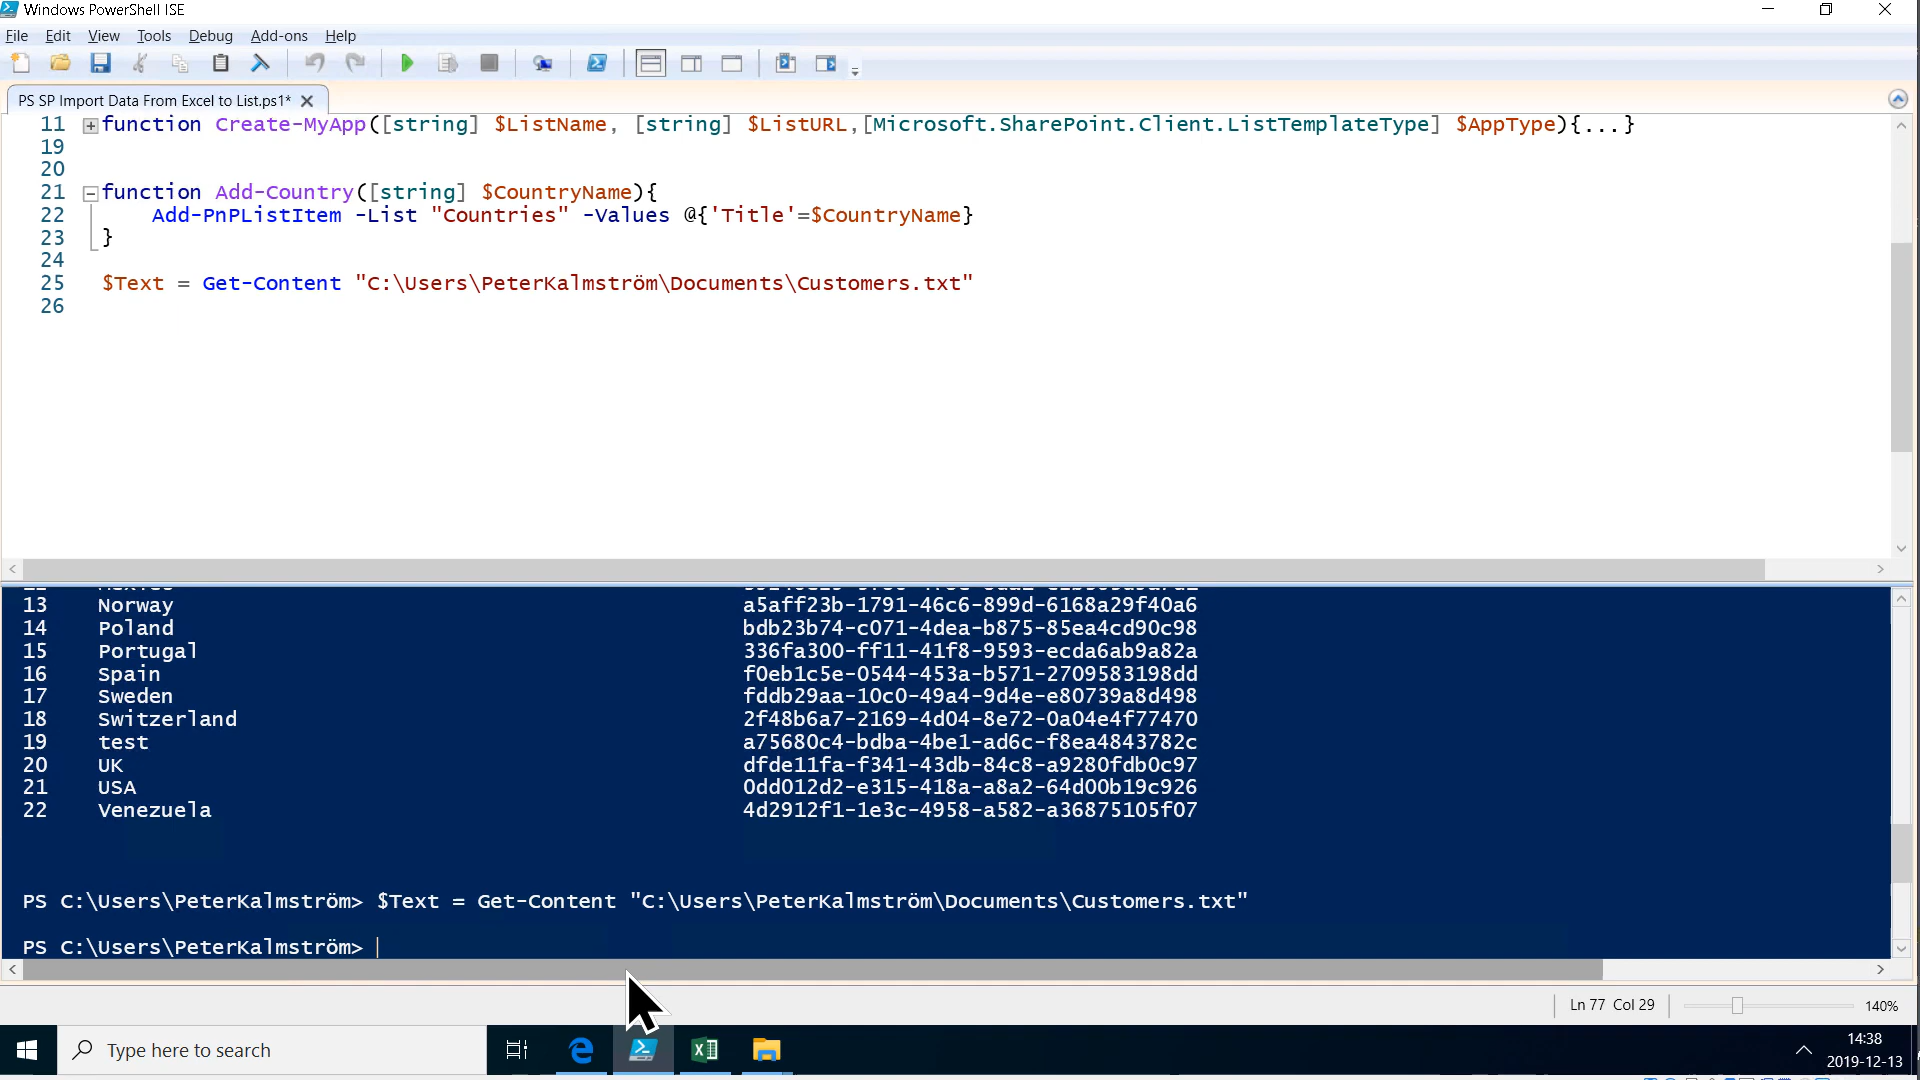 Windows PowerShell ISE
File Edit View Tools Debug Add-ons Help
PS SP Import Data From Excel to List.ps1*
11 function Create-MyApp([string] $ListName, [string] $ListURL,[Microsoft.SharePoint.Client.ListTemplateType] $AppType){...}
19
20
21 function Add-Country([string] $CountryName){
22 Add-PnPListItem -List "Countries" -Values @{'Title'=$CountryName}
23 }
24
25 $Text = Get-Content "C:\Users\PeterKalmström\Documents\Customers.txt"
26
13 Norway a5aff23b-1791-46c6-899d-6168a29f40a6
14 Poland bdb23b74-c071-4dea-b875-85ea4cd90c98
15 Portugal 336fa300-ff11-41f8-9593-ecda6ab9a82a
16 Spain f0eb1c5e-0544-453a-b571-2709583198dd
17 Sweden fddb29aa-10c0-49a4-9d4e-e80739a8d498
18 Switzerland 2f48b6a7-2169-4d04-8e72-0a04e4f77470
19 test a75680c4-bdba-4be1-ad6c-f8ea4843782c
20 UK dfde11fa-f341-43db-84c8-a9280fdb0c97
21 USA 0dd012d2-e315-418a-a8a2-64d00b19c926
22 Venezuela 4d2912f1-1e3c-4958-a582-a36875105f07
PS C:\Users\PeterKalmström> $Text = Get-Content "C:\Users\PeterKalmström\Documents\Customers.txt"
PS C:\Users\PeterKalmström>
Ln 77 Col 29 140%
Type here to search
14:38
2019-12-13